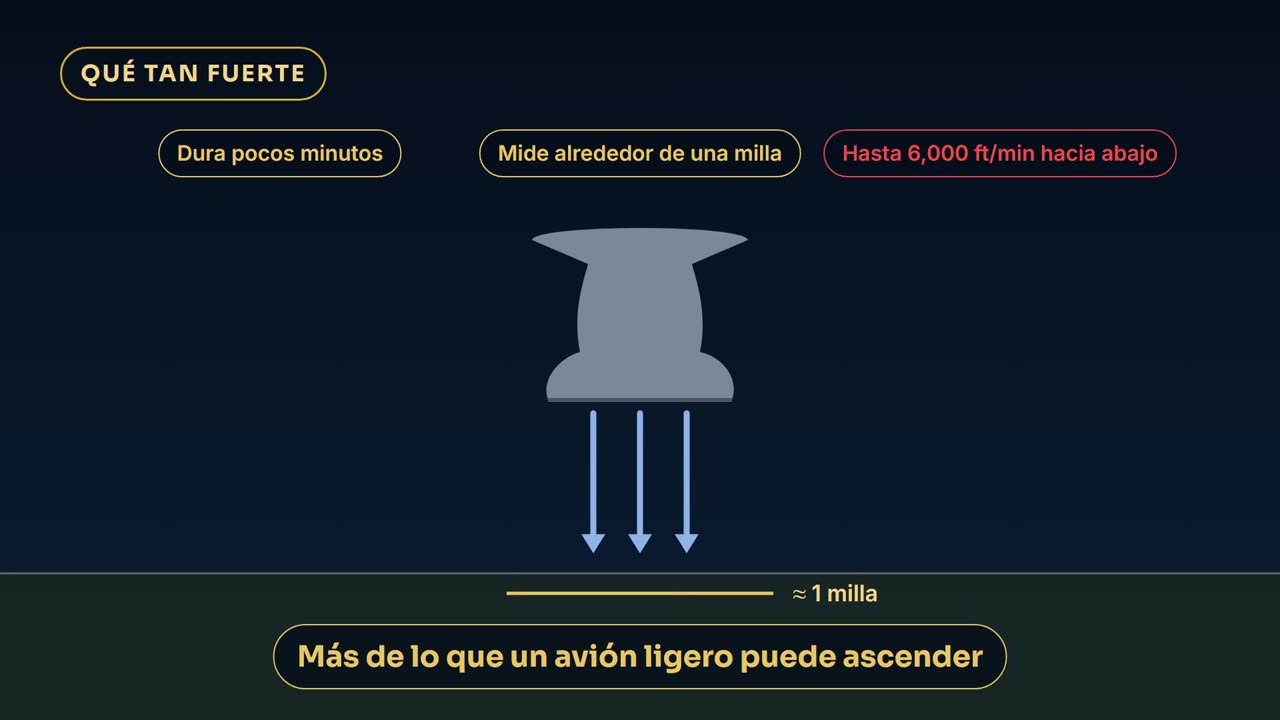 QUÉ TAN FUERTE
Dura pocos minutos
Mide alrededor de una milla
Hasta 6,000 ft/min hacia abajo
≈ 1 milla
Más de lo que un avión ligero puede ascender